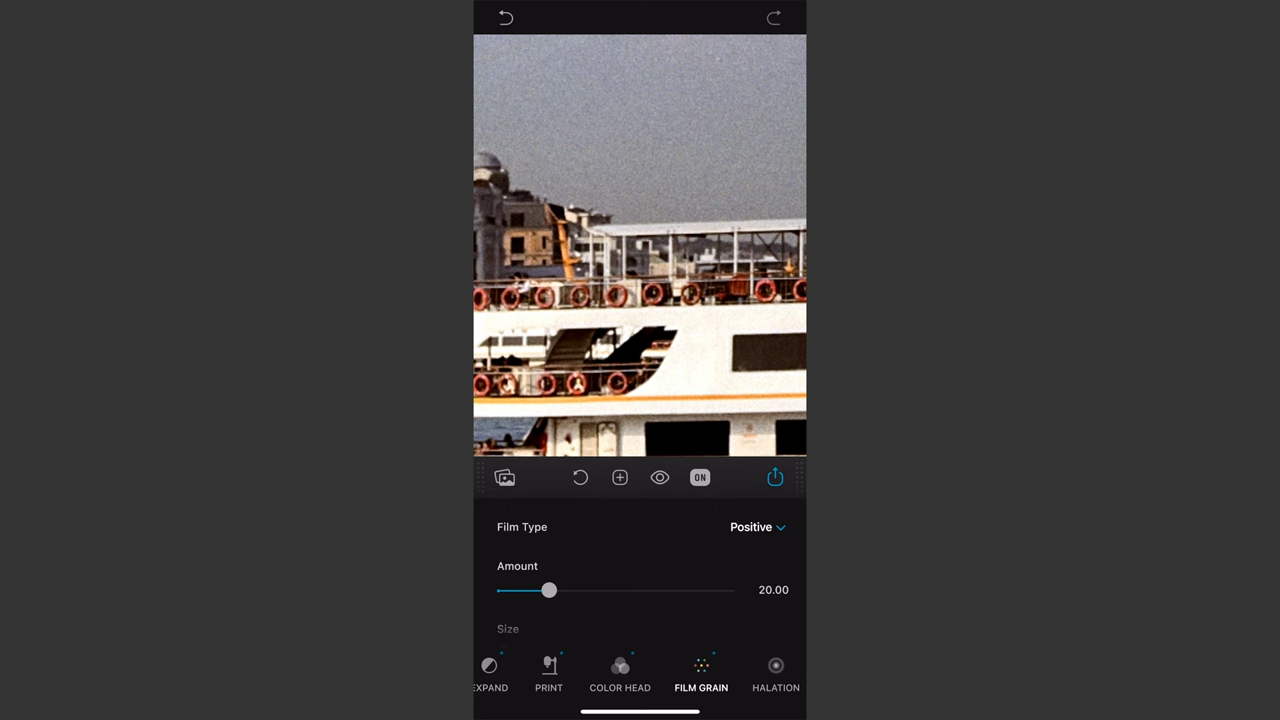 ON
Film Type Positive
Amount
20.00
Size
EXPAND PRINT COLOR HEAD FILM GRAIN HALATION